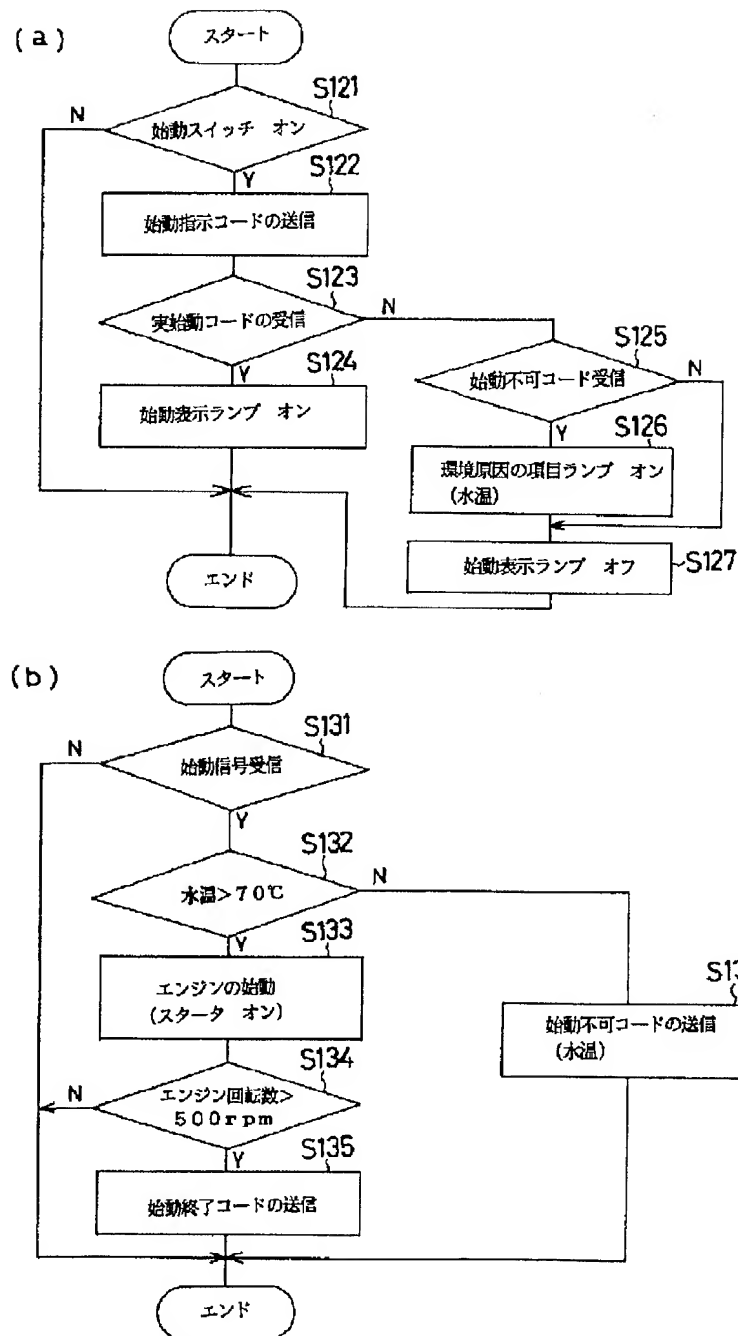 (a)
スタート
S121
N
始動スイッチ オン
Y
S122
始動指示コードの送信
S123
N
実始動コードの受信
Y
S124
始動表示ランプ オン
S125
N
始動不可コード受信
Y
S126
環境原因の項目ランプ オン
(水温)
始動表示ランプ オフ
S127
エンド
(b)
スタート
S131
N
始動信号受信
Y
S132
N
水温>70℃
Y
S133
エンジンの始動
(スタータ オン)
S134
N
エンジン回転数>
500rpm
Y
S135
始動終了コードの送信
始動不可コードの送信
(水温)
エンド